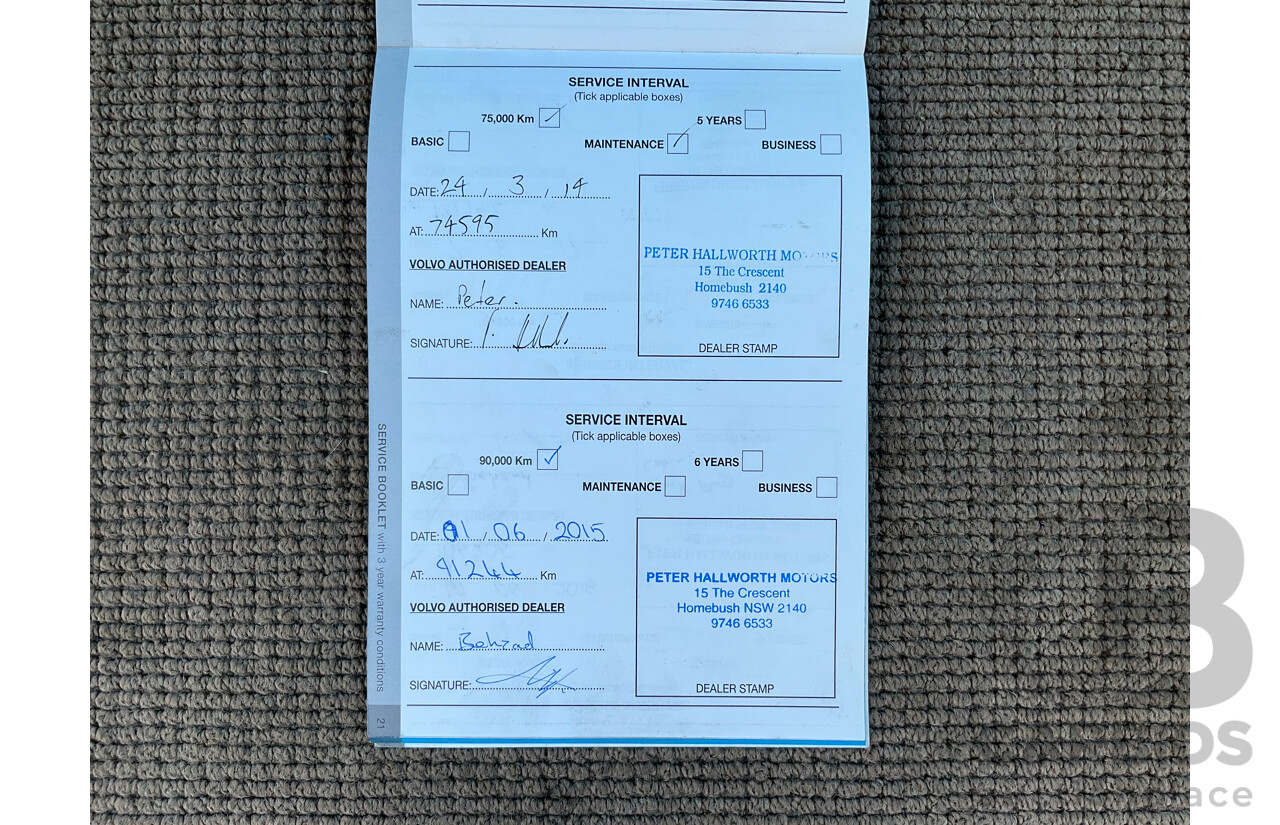 SERVICE INTERVAL
(Tick applicable boxes)
75,000 Km 5 YEARS
BASIC MAINTENANCE BUSINESS
DATE: 24 / 3 / 14
AT: 74595 Km
VOLVO AUTHORISED DEALER
NAME: Peter.
SIGNATURE:
PETER HALLWORTH MOTORS
15 The Crescent
Homebush 2140
9746 6533
DEALER STAMP
SERVICE INTERVAL
(Tick applicable boxes)
90,000 Km 6 YEARS
BASIC MAINTENANCE BUSINESS
DATE: 01 / 06 / 2015
AT: 91244 Km
VOLVO AUTHORISED DEALER
NAME: Behzad
SIGNATURE:
PETER HALLWORTH MOTORS
15 The Crescent
Homebush NSW 2140
9746 6533
DEALER STAMP
SERVICE BOOKLET with 3 year warranty conditions
21